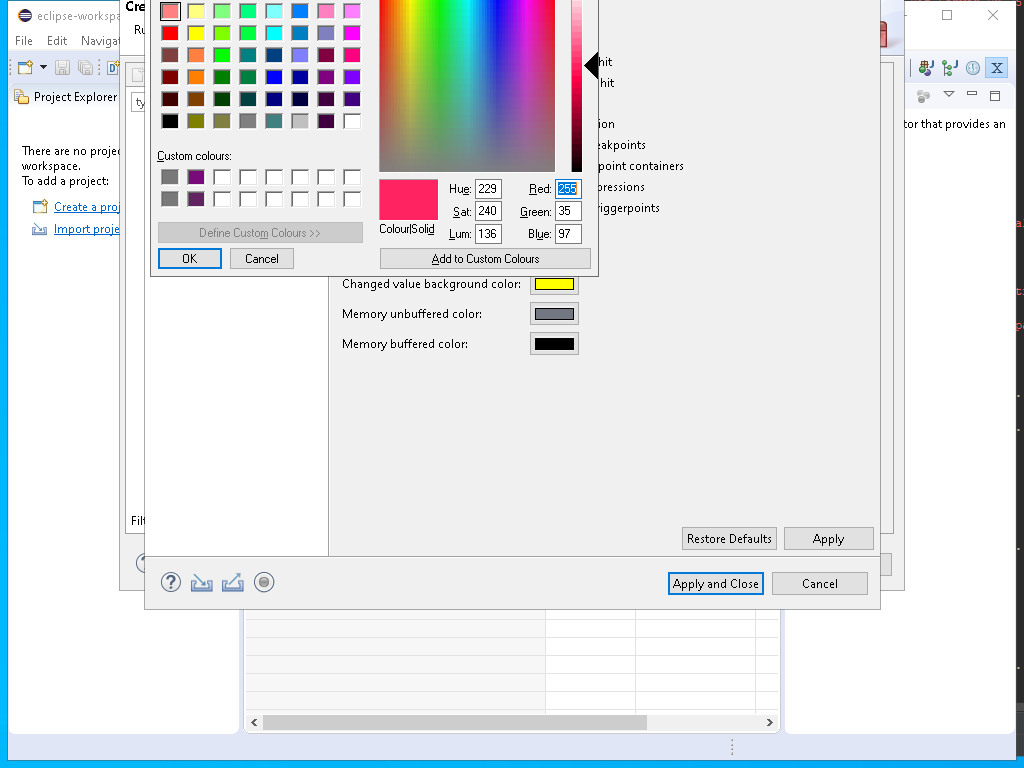 eclipse-workspa
Cre
File Edit Navigat
Ru
hit
hit
X
Project Explorer
ty
tor that provides an
ion
eakpoints
There are no projec
workspace.
To add a project:
Custom colours:
point containers
pressions
Create a proj
Hue: 229 Red: 255
riggerpoints
Import proje
Sat: 240 Green: 35
Define Custom Colours >>
Colour|Solid
Lum: 136 Blue: 97
OK Cancel
Add to Custom Colours
Changed value background color:
Memory unbuffered color:
Memory buffered color:
Filt
Restore Defaults Apply
?
Apply and Close Cancel